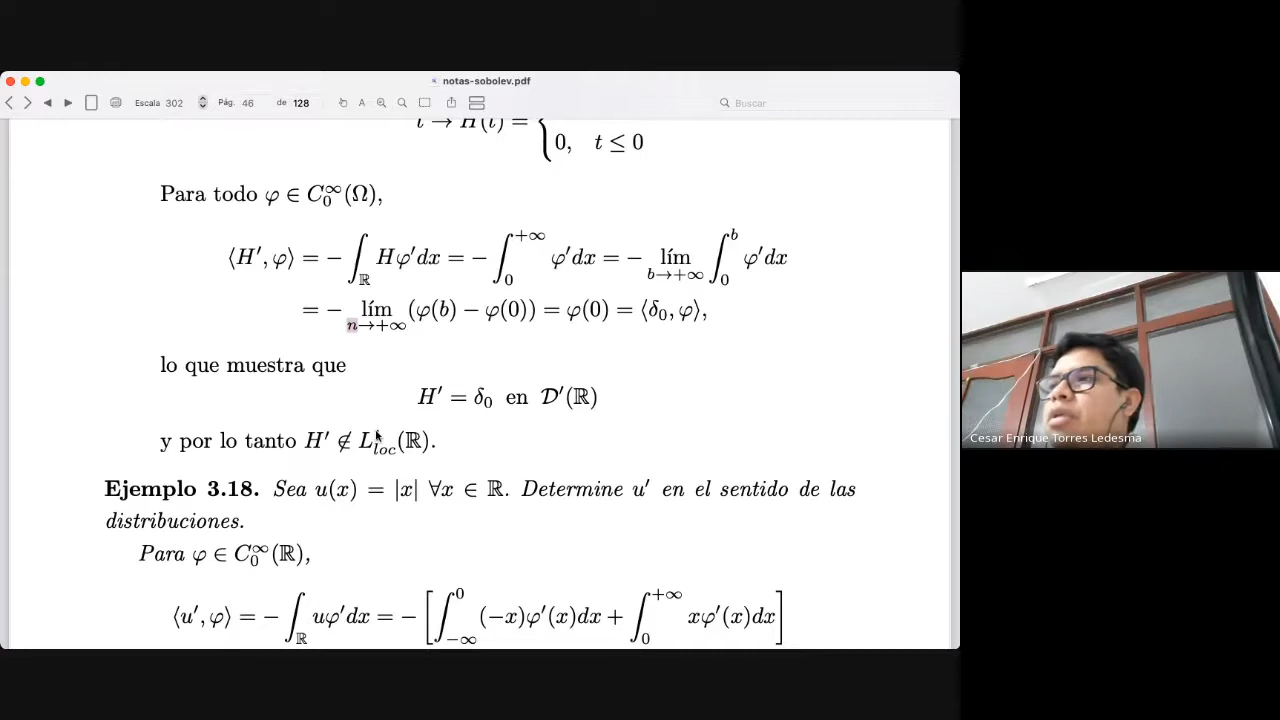 notas-sobolev.pdf
Escala 302 Pág. 46 de 128 A Buscar
t → H(t) = {
0, t ≤ 0
Para todo φ ∈ C₀^∞(Ω),
⟨H′, φ⟩ = − ∫_ℝ Hφ′dx = − ∫_0^{+∞} φ′dx = − lím_{b→+∞} ∫_0^b φ′dx
= − lím_{n→+∞} (φ(b) − φ(0)) = φ(0) = ⟨δ₀, φ⟩,
lo que muestra que
H′ = δ₀ en 𝒟′(ℝ)
y por lo tanto H′ ∉ L_{loc}(ℝ).
Ejemplo 3.18. Sea u(x) = |x| ∀x ∈ ℝ. Determine u′ en el sentido de las
distribuciones.
Para φ ∈ C₀^∞(ℝ),
⟨u′, φ⟩ = − ∫_ℝ uφ′dx = − [∫_{−∞}^0 (−x)φ′(x)dx + ∫_0^{+∞} xφ′(x)dx]
Cesar Enrique Torres Ledesma